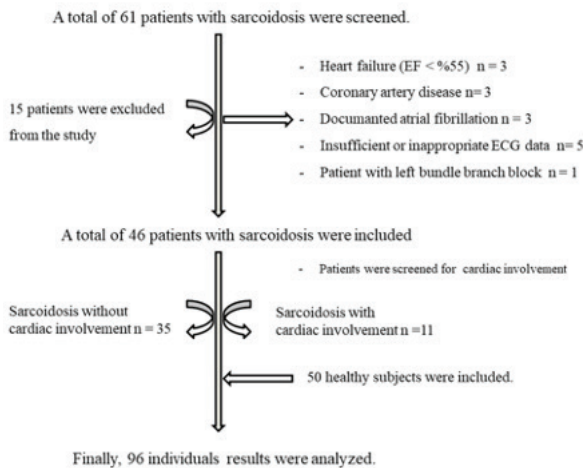 A total of 61 patients with sarcoidosis were screened.
- Heart failure (EF < %55) n = 3
- Coronary artery disease n= 3
- Documanted atrial fibrillation n = 3
- Insufficient or inappropriate ECG data n= 5
- Patient with left bundle branch block n = 1
15 patients were excluded
from the study
A total of 46 patients with sarcoidosis were included
- Patients were screened for cardiac involvement
Sarcoidosis without
cardiac involvement n = 35
Sarcoidosis with
cardiac involvement n =11
50 healthy subjects were included.
Finally, 96 individuals results were analyzed.